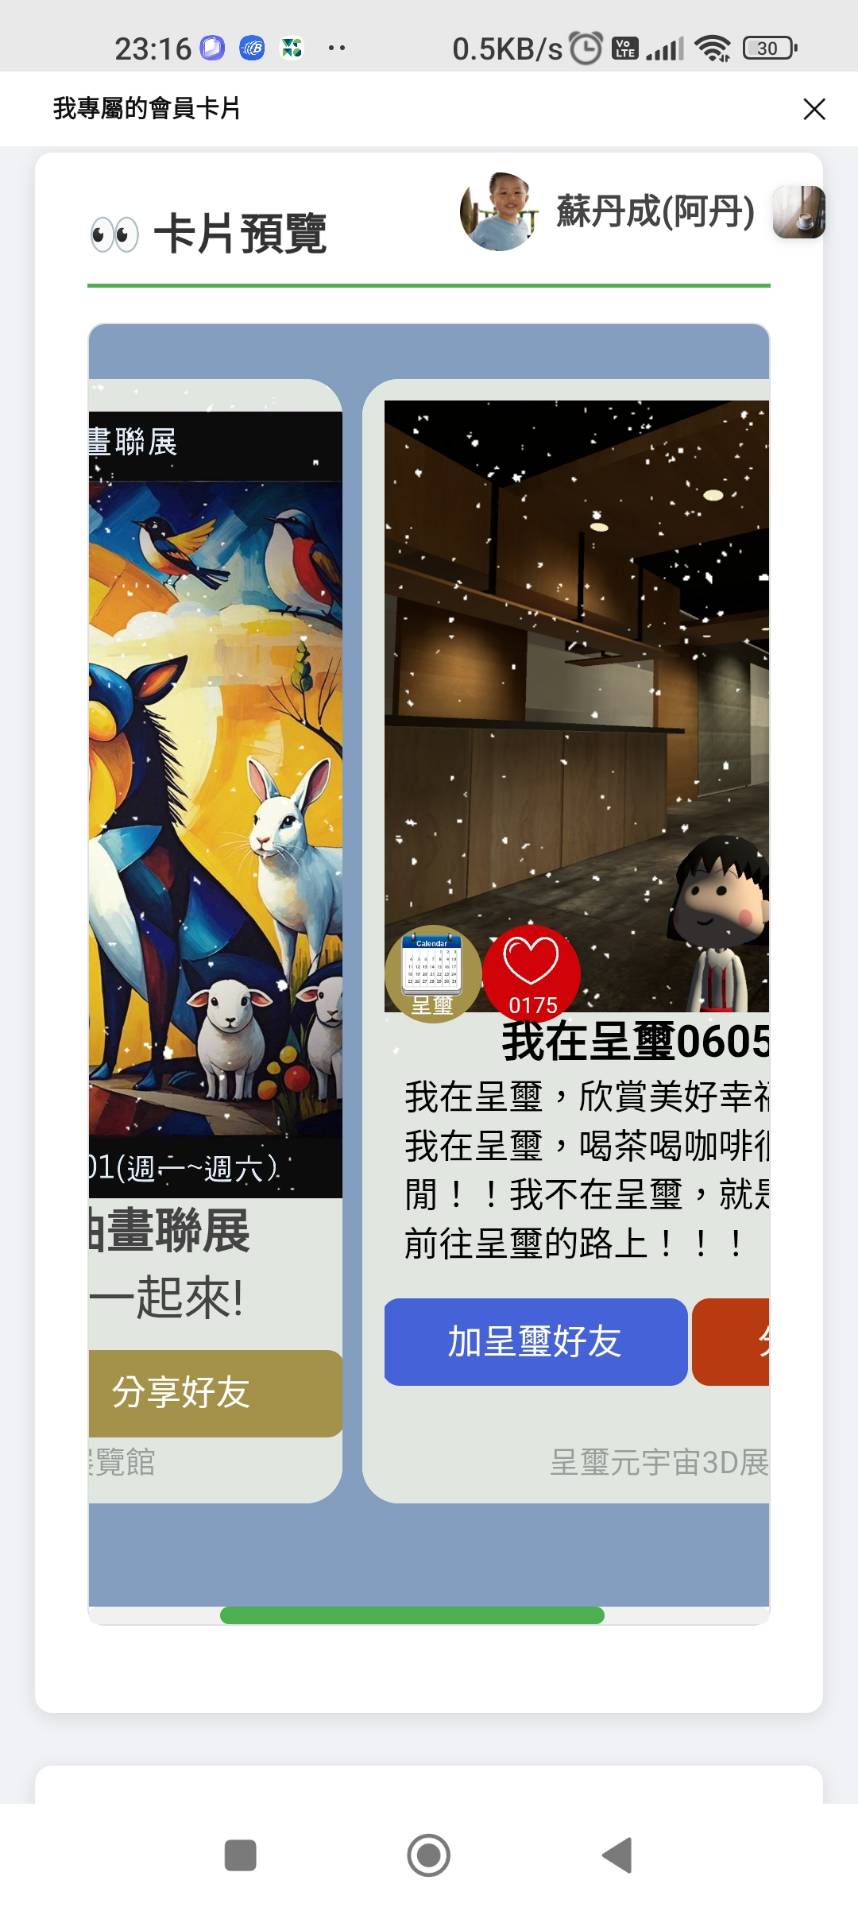 23:16
0.5KB/s
Vo LTE
30
我專屬的會員卡片
卡片預覽
蘇丹成(阿丹)
畫聯展
01(週一~週六)
油畫聯展
一起來!
分享好友
展覽館
Calendar
呈璽
0175
我在呈璽0605
我在呈璽，欣賞美好幸福
我在呈璽，喝茶喝咖啡很
閒！！我不在呈璽，就是
前往呈璽的路上！！！
加呈璽好友
分
呈璽元宇宙3D展